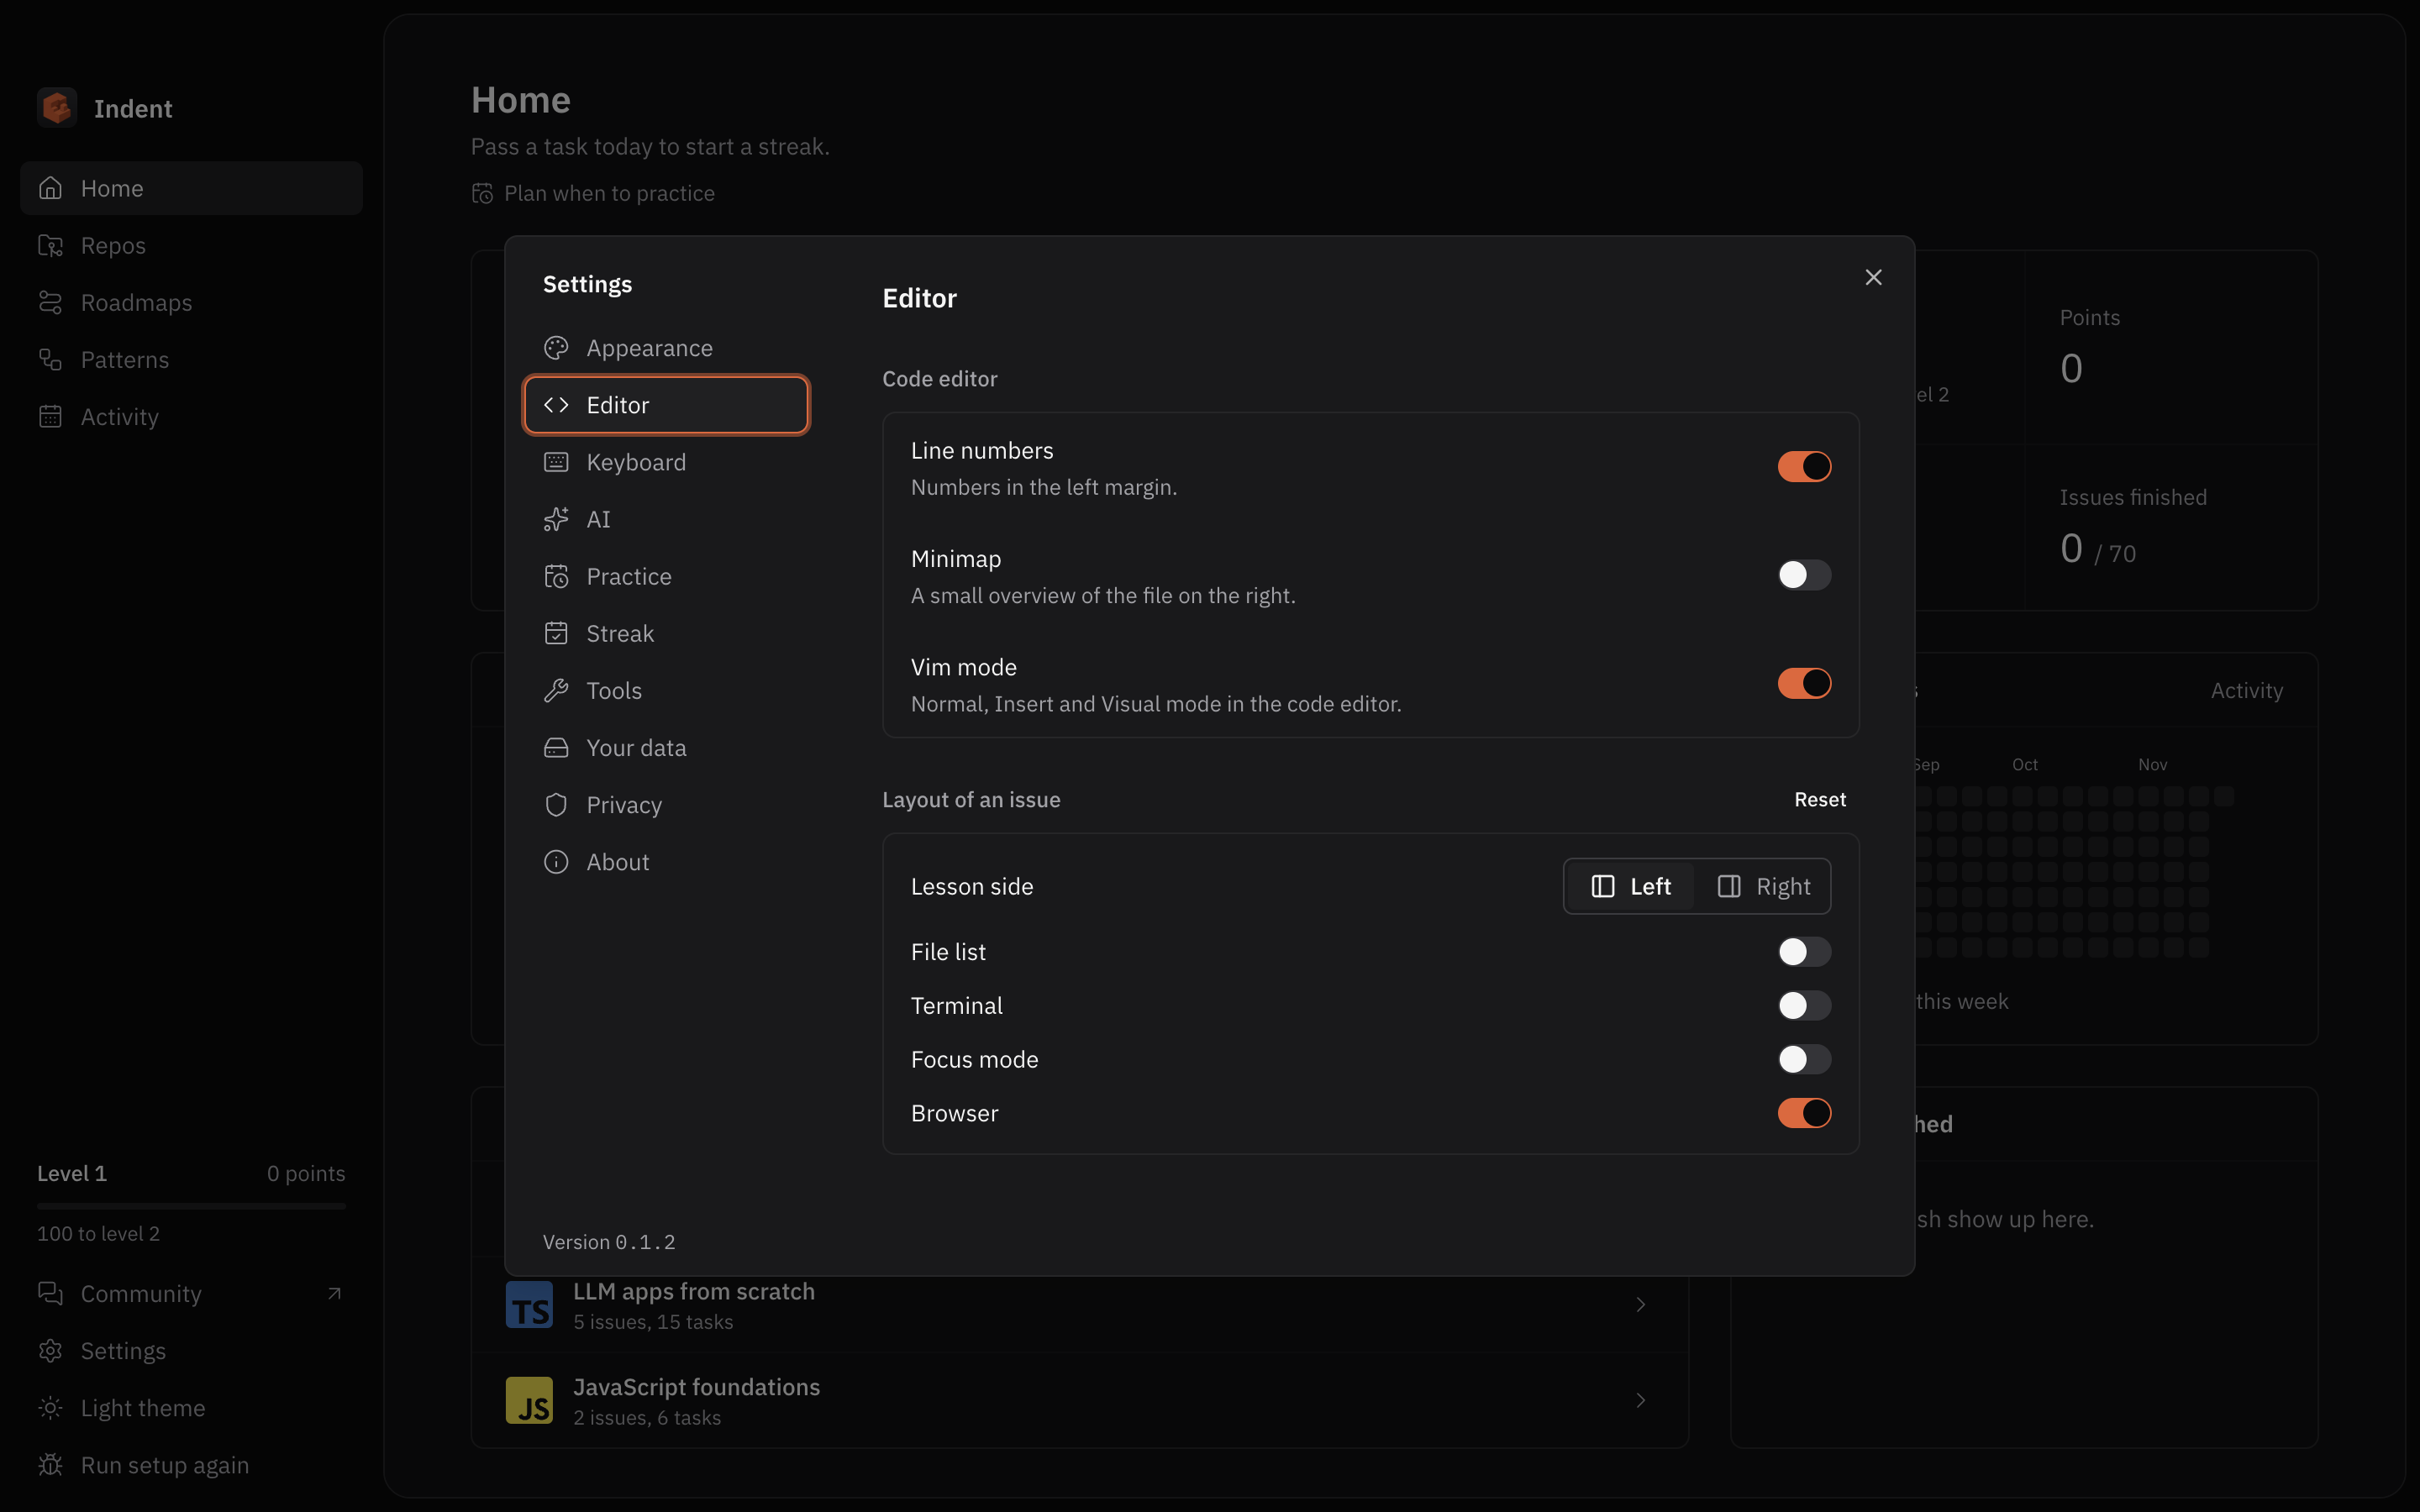 Indent
Home
Repos
Roadmaps
Patterns
Activity
Level 1
0 points
100 to level 2
Community
Settings
Light theme
Run setup again
Home
Pass a task today to start a streak.
Plan when to practice
Settings
Appearance
Editor
Keyboard
AI
Practice
Streak
Tools
Your data
Privacy
About
Version 0.1.2
Editor
Code editor
Line numbers
Numbers in the left margin.
Minimap
A small overview of the file on the right.
Vim mode
Normal, Insert and Visual mode in the code editor.
Layout of an issue
Reset
Lesson side
Left
Right
File list
Terminal
Focus mode
Browser
2
Points
0
Issues finished
0 / 70
Activity
Oct
Nov
this week
show up here.
TS
LLM apps from scratch
5 issues, 15 tasks
JS
JavaScript foundations
2 issues, 6 tasks